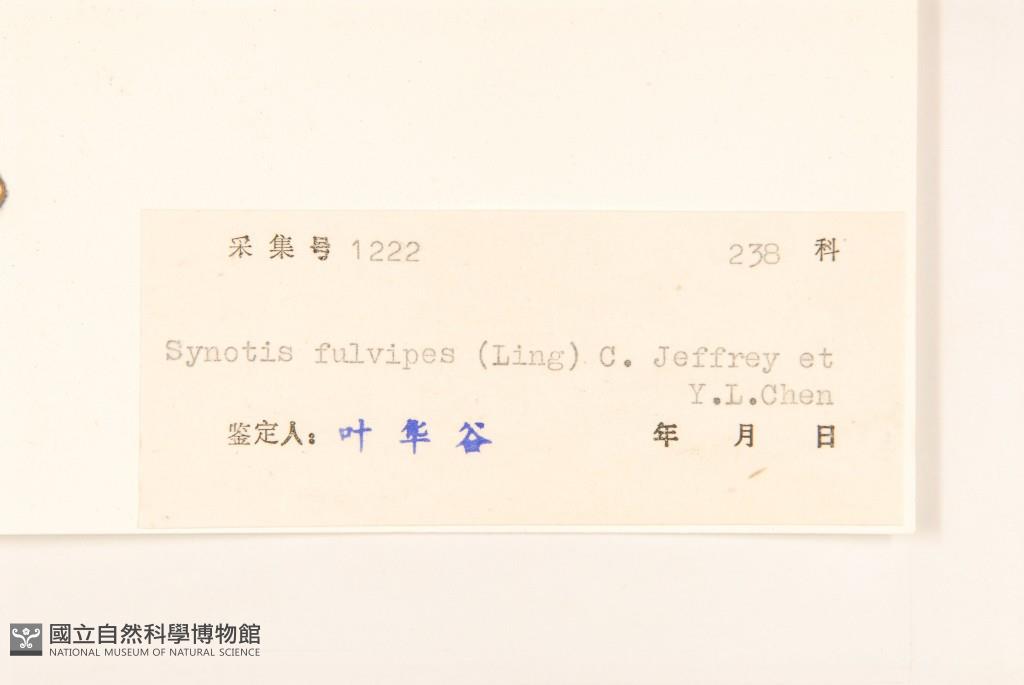 采集号 1222 238 科
Synotis fulvipes (Ling) C. Jeffrey et
Y.L.Chen
鉴定人: 叶华谷 年 月 日
國立自然科學博物館
NATIONAL MUSEUM OF NATURAL SCIENCE